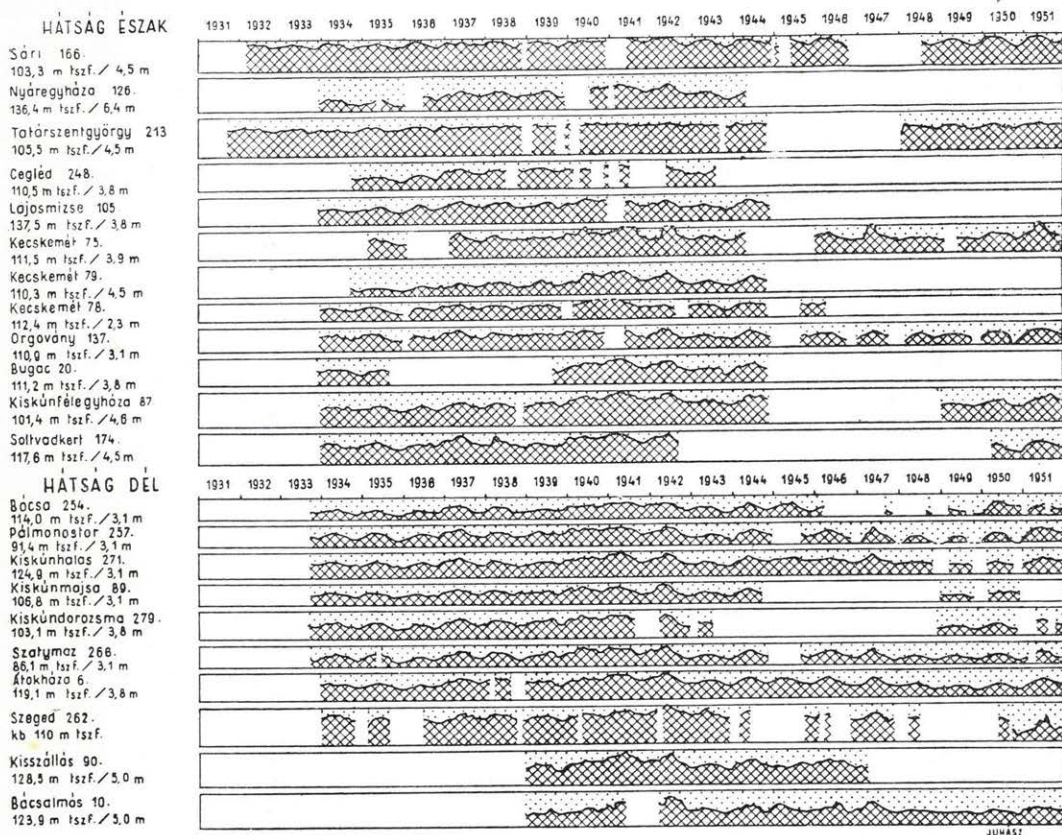 HÁTSÁG ÉSZAK
1931 1932 1933 1934 1935 1936 1937 1938 1939 1940 1941 1942 1943 1944 1945 1946 1947 1948 1949 1950 1951
Sári 166.
103,3 m tszf. / 4,5 m
Nyáregyháza 126.
136,4 m tszf. / 6,4 m
Tatárszentgyörgy 213
105,5 m tszf. / 4,5 m
Cegléd 248.
110,5 m tszf. / 3,8 m
Lajosmizse 105
137,5 m tszf. / 3,8 m
Kecskemét 75.
111,5 m tszf. / 3,9 m
Kecskemét 79.
110,3 m tszf. / 4,5 m
Kecskemét 78.
112,4 m tszf. / 2,3 m
Orgovány 137.
110,9 m tszf. / 3,1 m
Bugac 20.
111,2 m tszf. / 3,8 m
Kiskúnfélegyháza 87
101,4 m tszf. / 4,6 m
Soltvadkert 174.
117,6 m tszf. / 4,5 m
HÁTSÁG DÉL
1931 1932 1933 1934 1935 1936 1937 1938 1939 1940 1941 1942 1943 1944 1945 1946 1947 1948 1949 1950 1951
Bócsa 254.
114,0 m tszf. / 3,1 m
Pálmonostor 257.
91,4 m tszf. / 3,1 m
Kiskúnhalas 271.
124,9 m tszf. / 3,1 m
Kiskúnmajsa 89.
106,8 m tszf. / 3,1 m
Kiskúndorozsma 279.
103,1 m tszf. / 3,8 m
Szatymaz 266.
86,1 m tszf. / 3,1 m
Átokháza 6.
119,1 m tszf. / 3,8 m
Szeged 262.
kb 110 m tszf.
Kisszállás 90.
128,5 m tszf. / 5,0 m
Bácsalmás 10.
123,9 m tszf. / 5,0 m
JUHÁSZ